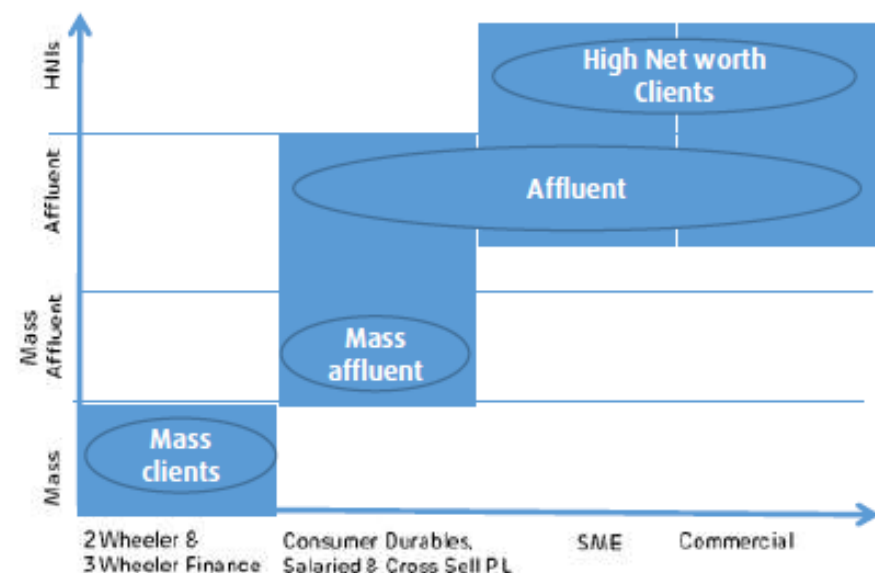 HNIs
High Net worth
Clients
Affluent
Affluent
Mass
Affluent
Mass
affluent
Mass
Mass
clients
2 Wheeler &
3 Wheeler Finance
Consumer Durables,
Salaried & Cross Sell PL
SME
Commercial